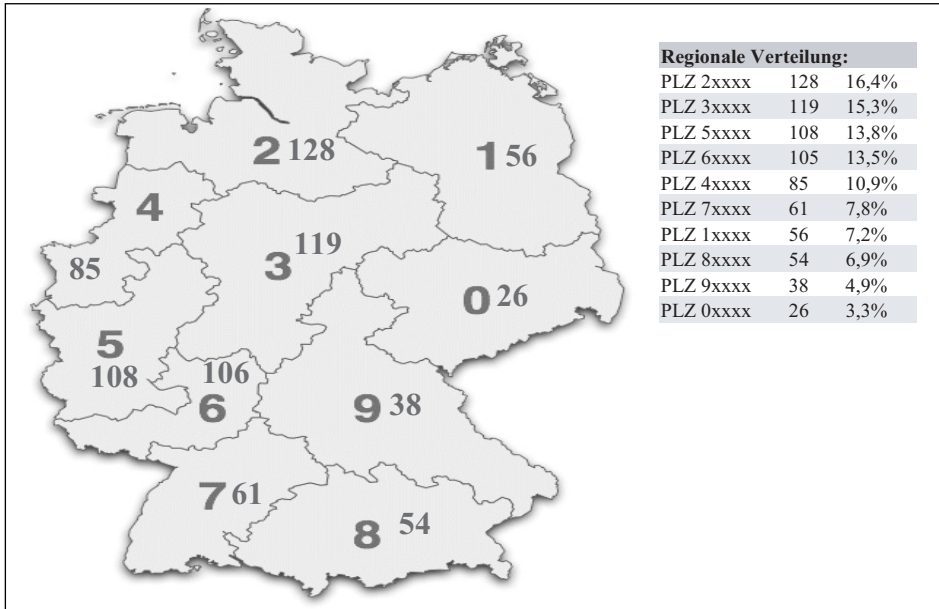 2 128
1 56
4
85
3 119
0 26
5
108
106
6
9 38
7 61
8 54
Regionale Verteilung:
PLZ 2xxxx 128 16,4%
PLZ 3xxxx 119 15,3%
PLZ 5xxxx 108 13,8%
PLZ 6xxxx 105 13,5%
PLZ 4xxxx 85 10,9%
PLZ 7xxxx 61 7,8%
PLZ 1xxxx 56 7,2%
PLZ 8xxxx 54 6,9%
PLZ 9xxxx 38 4,9%
PLZ 0xxxx 26 3,3%